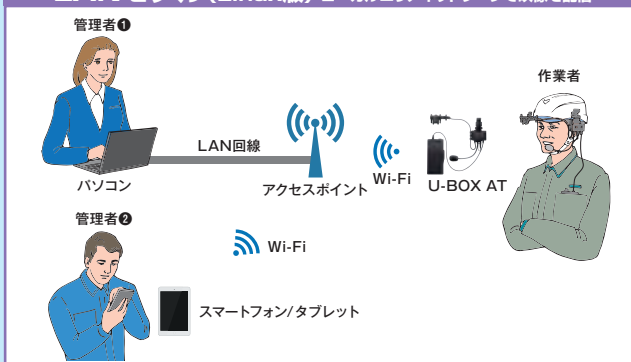 管理者❶
作業者
LAN回線
パソコン
アクセスポイント
Wi-Fi
U-BOX AT
管理者❷
Wi-Fi
スマートフォン/タブレット